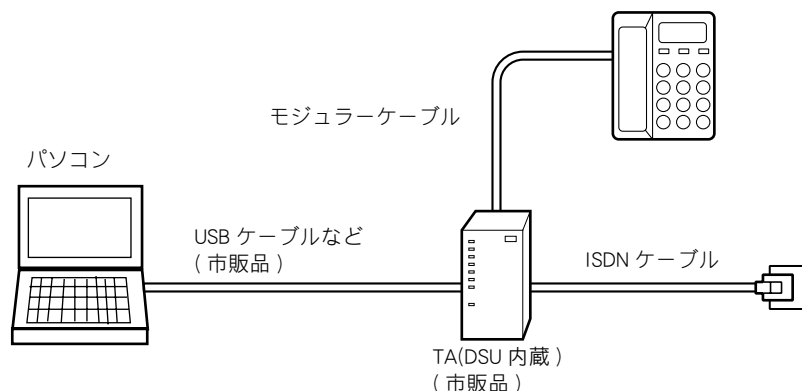 モジュラーケーブル
パソコン
USB ケーブルなど
( 市販品 )
ISDN ケーブル
TA(DSU 内蔵 )
( 市販品 )